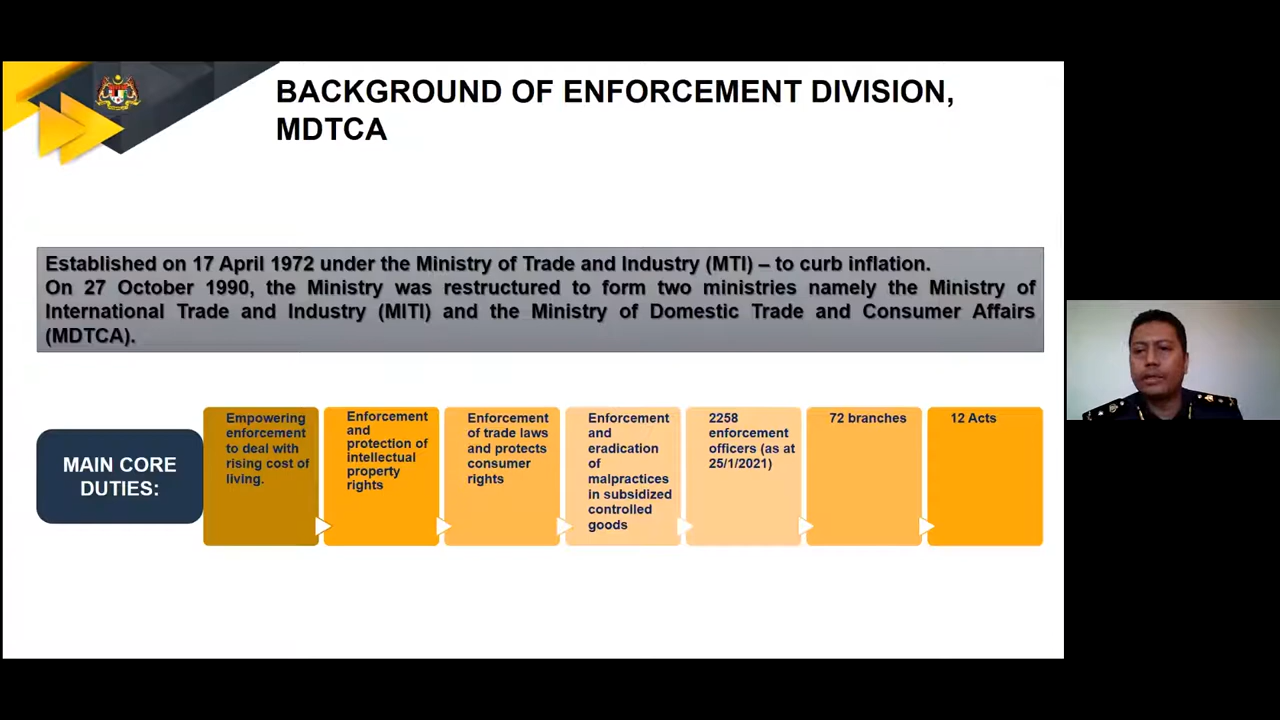 BACKGROUND OF ENFORCEMENT DIVISION,
MDTCA
Established on 17 April 1972 under the Ministry of Trade and Industry (MTI) – to curb inflation.
On 27 October 1990, the Ministry was restructured to form two ministries namely the Ministry of
International Trade and Industry (MITI) and the Ministry of Domestic Trade and Consumer Affairs
(MDTCA).
MAIN CORE
DUTIES:
Empowering
enforcement
to deal with
rising cost of
living.
Enforcement
and
protection of
intellectual
property
rights
Enforcement
of trade laws
and protects
consumer
rights
Enforcement
and
eradication
of
malpractices
in subsidized
controlled
goods
2258
enforcement
officers (as at
25/1/2021)
72 branches
12 Acts